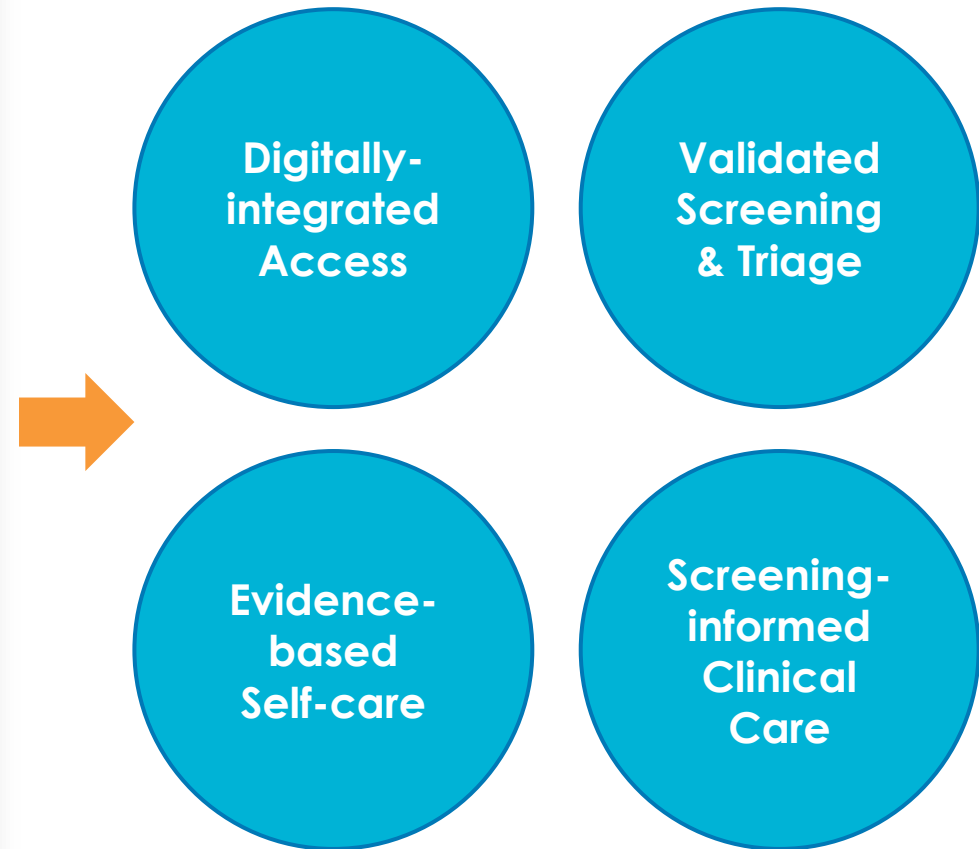 Digitally-
integrated
Access
Validated
Screening
& Triage
Evidence-
based
Self-care
Screening-
informed
Clinical
Care